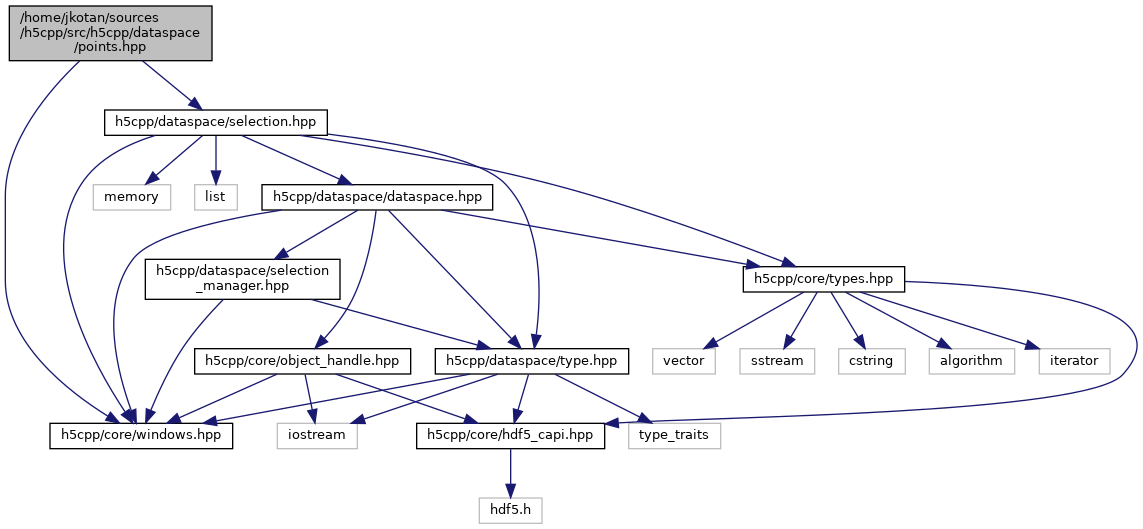 /home/jkotan/sources
/h5cpp/src/h5cpp/dataspace
/points.hpp
h5cpp/dataspace/selection.hpp
memory
list
h5cpp/dataspace/dataspace.hpp
h5cpp/dataspace/selection
_manager.hpp
h5cpp/core/types.hpp
h5cpp/core/object_handle.hpp
h5cpp/dataspace/type.hpp
vector
sstream
cstring
algorithm
iterator
h5cpp/core/windows.hpp
iostream
h5cpp/core/hdf5_capi.hpp
type_traits
hdf5.h